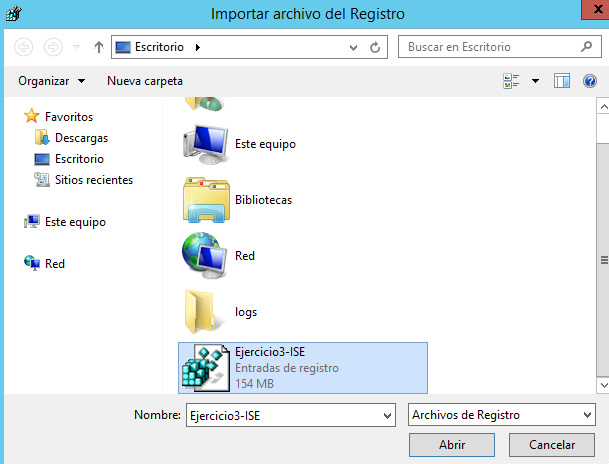 Importar archivo del Registro
Escritorio
Buscar en Escritorio
Organizar
Nueva carpeta
Favoritos
Descargas
Escritorio
Sitios recientes
Este equipo
Red
Este equipo
Bibliotecas
Red
logs
Ejercicio3-ISE
Entradas de registro
154 MB
Nombre: Ejercicio3-ISE
Archivos de Registro
Abrir
Cancelar